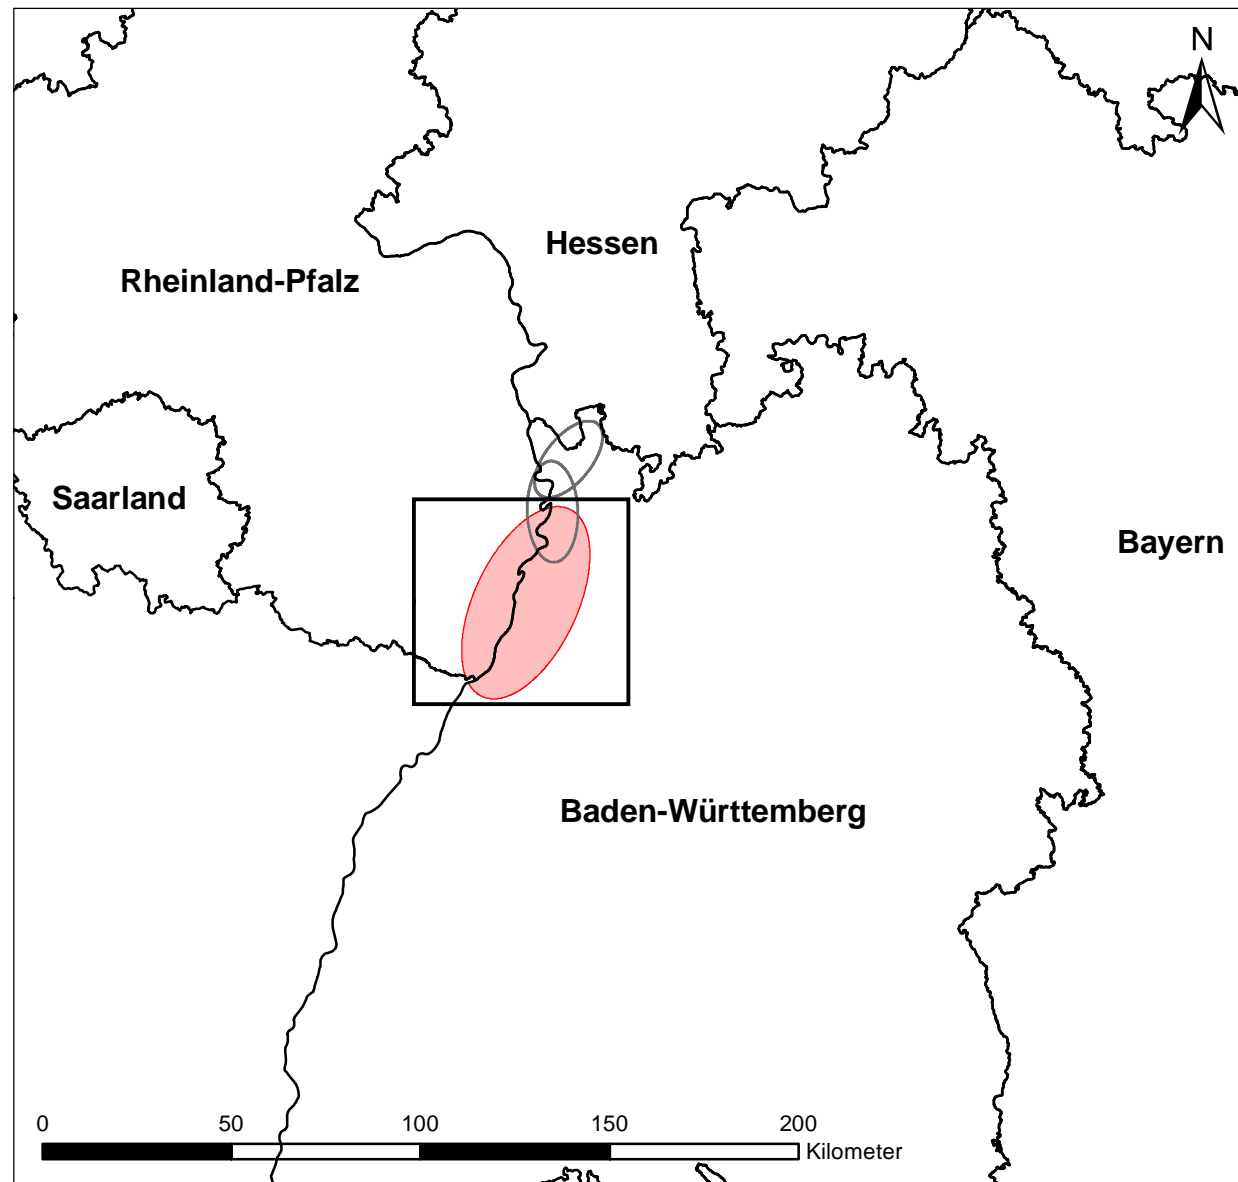 N
Hessen
Rheinland-Pfalz
Saarland
Bayern
Baden-Württemberg
0 50 100 150 200
Kilometer